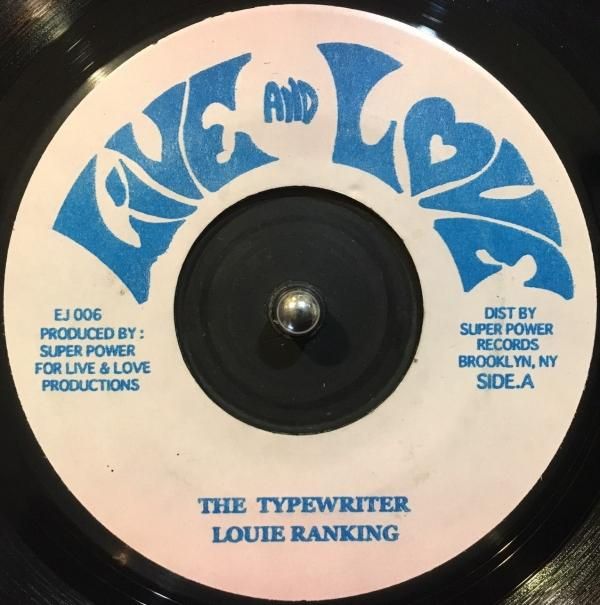 LIVE AND LOVE
EJ 006
PRODUCED BY :
SUPER POWER
FOR LIVE & LOVE
PRODUCTIONS
DIST BY
SUPER POWER
RECORDS
BROOKLYN, NY
SIDE.A
THE TYPEWRITER
LOUIE RANKING